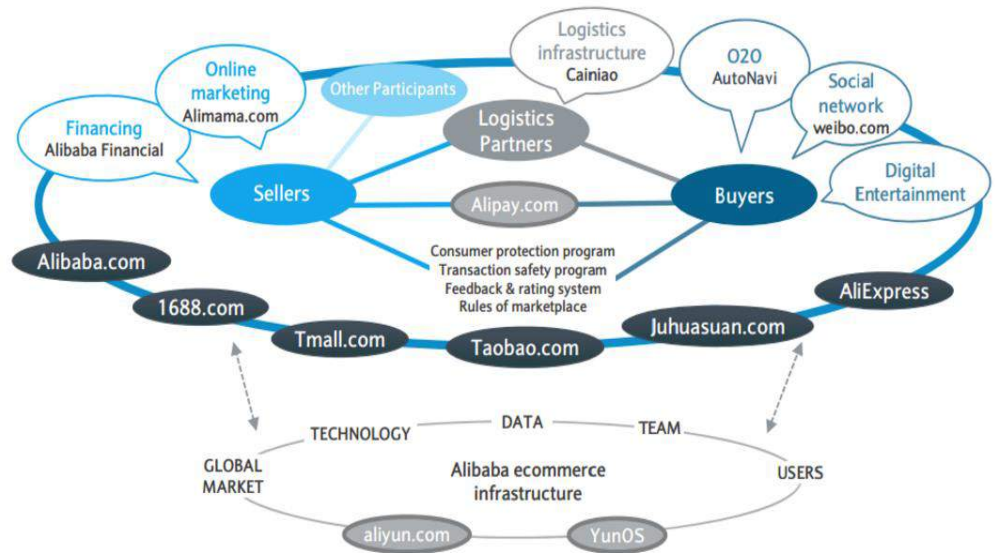 Logistics
infrastructure
Cainiao
O2O
AutoNavi
Online
marketing
Alimama.com
Other Participants
Social
network
weibo.com
Financing
Alibaba Financial
Logistics
Partners
Digital
Entertainment
Sellers
Alipay.com
Buyers
Consumer protection program
Transaction safety program
Feedback & rating system
Rules of marketplace
Alibaba.com
1688.com
Tmall.com
Taobao.com
Juhuasuan.com
AliExpress
TECHNOLOGY
DATA
TEAM
GLOBAL
MARKET
USERS
Alibaba ecommerce
infrastructure
aliyun.com
YunOS